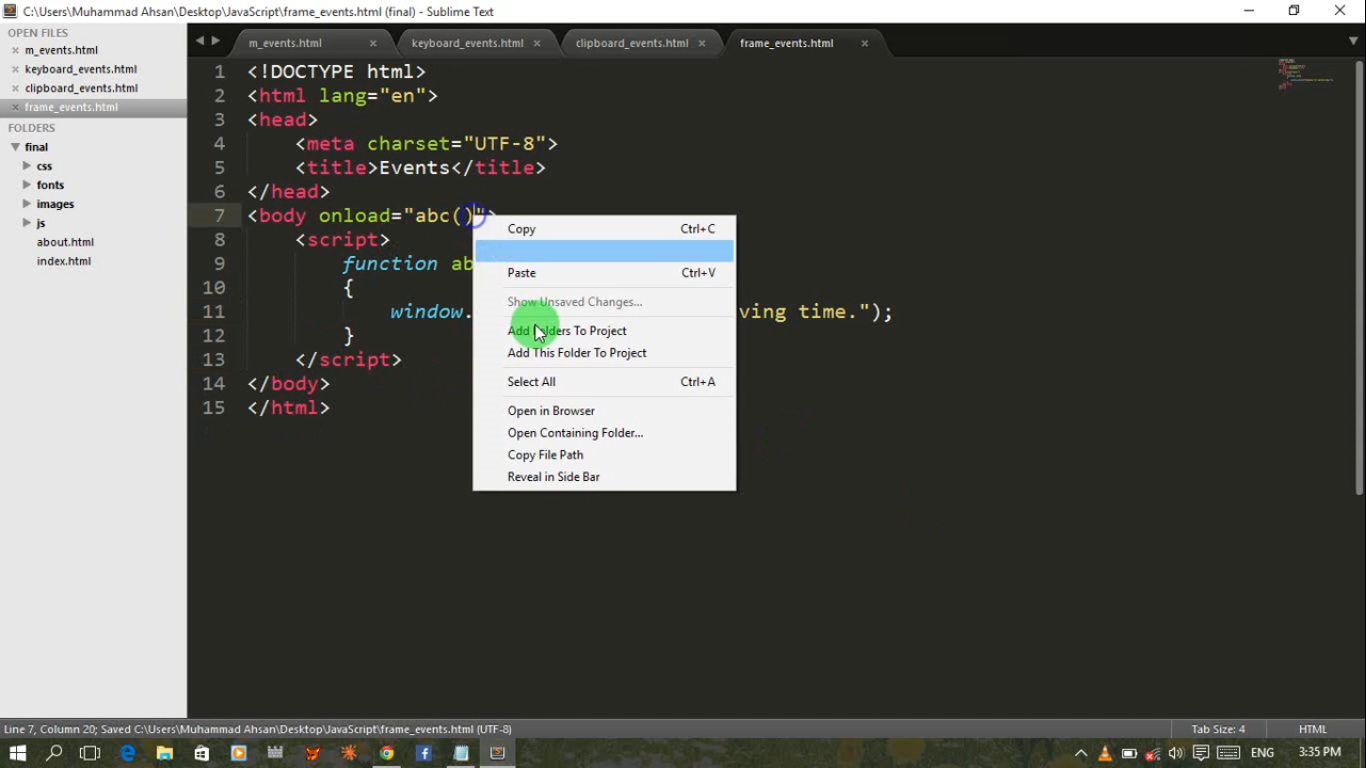 C:\Users\Muhammad Ahsan\Desktop\JavaScript\frame_events.html (final) - Sublime Text
OPEN FILES
m_events.html
keyboard_events.html
clipboard_events.html
frame_events.html
FOLDERS
final
css
fonts
images
js
about.html
index.html
m_events.html
keyboard_events.html
clipboard_events.html
frame_events.html
1 <!DOCTYPE html>
2 <html lang="en">
3 <head>
4 <meta charset="UTF-8">
5 <title>Events</title>
6 </head>
7 <body onload="abc()">
8 <script>
9 function ab
10 {
11 window. ving time.");
12 }
13 </script>
14 </body>
15 </html>
Copy Ctrl+C
Paste Ctrl+V
Show Unsaved Changes...
Add Folders To Project
Add This Folder To Project
Select All Ctrl+A
Open in Browser
Open Containing Folder...
Copy File Path
Reveal in Side Bar
Line 7, Column 20; Saved C:\Users\Muhammad Ahsan\Desktop\JavaScript\frame_events.html (UTF-8)
Tab Size: 4
HTML
ENG
3:35 PM